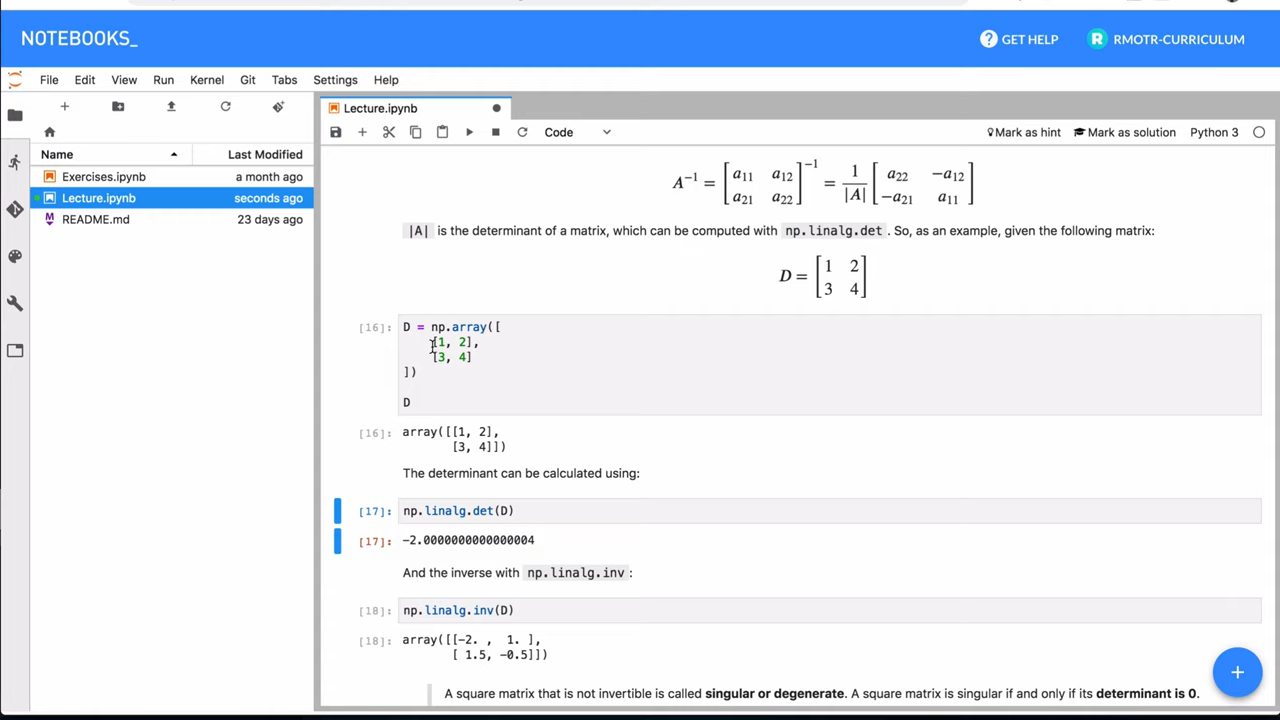 NOTEBOOKS_
GET HELP
R RMOTR-CURRICULUM
File Edit View Run Kernel Git Tabs Settings Help
Name Last Modified
Exercises.ipynb a month ago
Lecture.ipynb seconds ago
README.md 23 days ago
Lecture.ipynb
Code
Mark as hint Mark as solution Python 3
A⁻¹ = [a₁₁ a₁₂; a₂₁ a₂₂]⁻¹ = 1/|A| [a₂₂ −a₁₂; −a₂₁ a₁₁]
|A| is the determinant of a matrix, which can be computed with np.linalg.det . So, as an example, given the following matrix:
D = [1 2; 3 4]
[16]: D = np.array([
[1, 2],
[3, 4]
])
D
[16]: array([[1, 2],
[3, 4]])
The determinant can be calculated using:
[17]: np.linalg.det(D)
[17]: -2.0000000000000004
And the inverse with np.linalg.inv :
[18]: np.linalg.inv(D)
[18]: array([[-2. , 1. ],
[ 1.5, -0.5]])
A square matrix that is not invertible is called singular or degenerate. A square matrix is singular if and only if its determinant is 0.